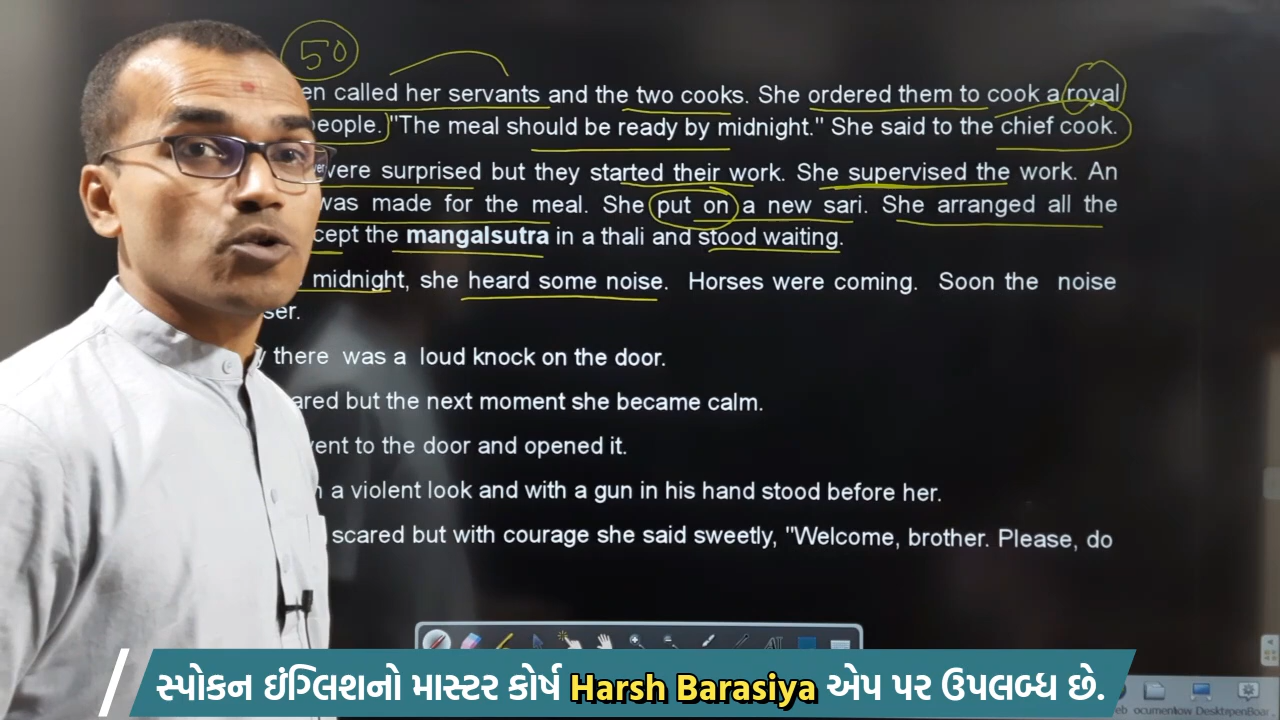 50
called her servants and the two cooks. She ordered them to cook a royal
people. "The meal should be ready by midnight." She said to the chief cook.
were surprised but they started their work. She supervised the work. An
was made for the meal. She put on a new sari. She arranged all the
the mangalsutra in a thali and stood waiting.
midnight, she heard some noise. Horses were coming. Soon the noise
there was a loud knock on the door.
but the next moment she became calm.
to the door and opened it.
a violent look and with a gun in his hand stood before her.
scared but with courage she said sweetly, "Welcome, brother. Please, do
સ્પોકન ઇંગ્લિશનો માસ્ટર કોર્ષ Harsh Barasiya એપ પર ઉપલબ્ધ છે.